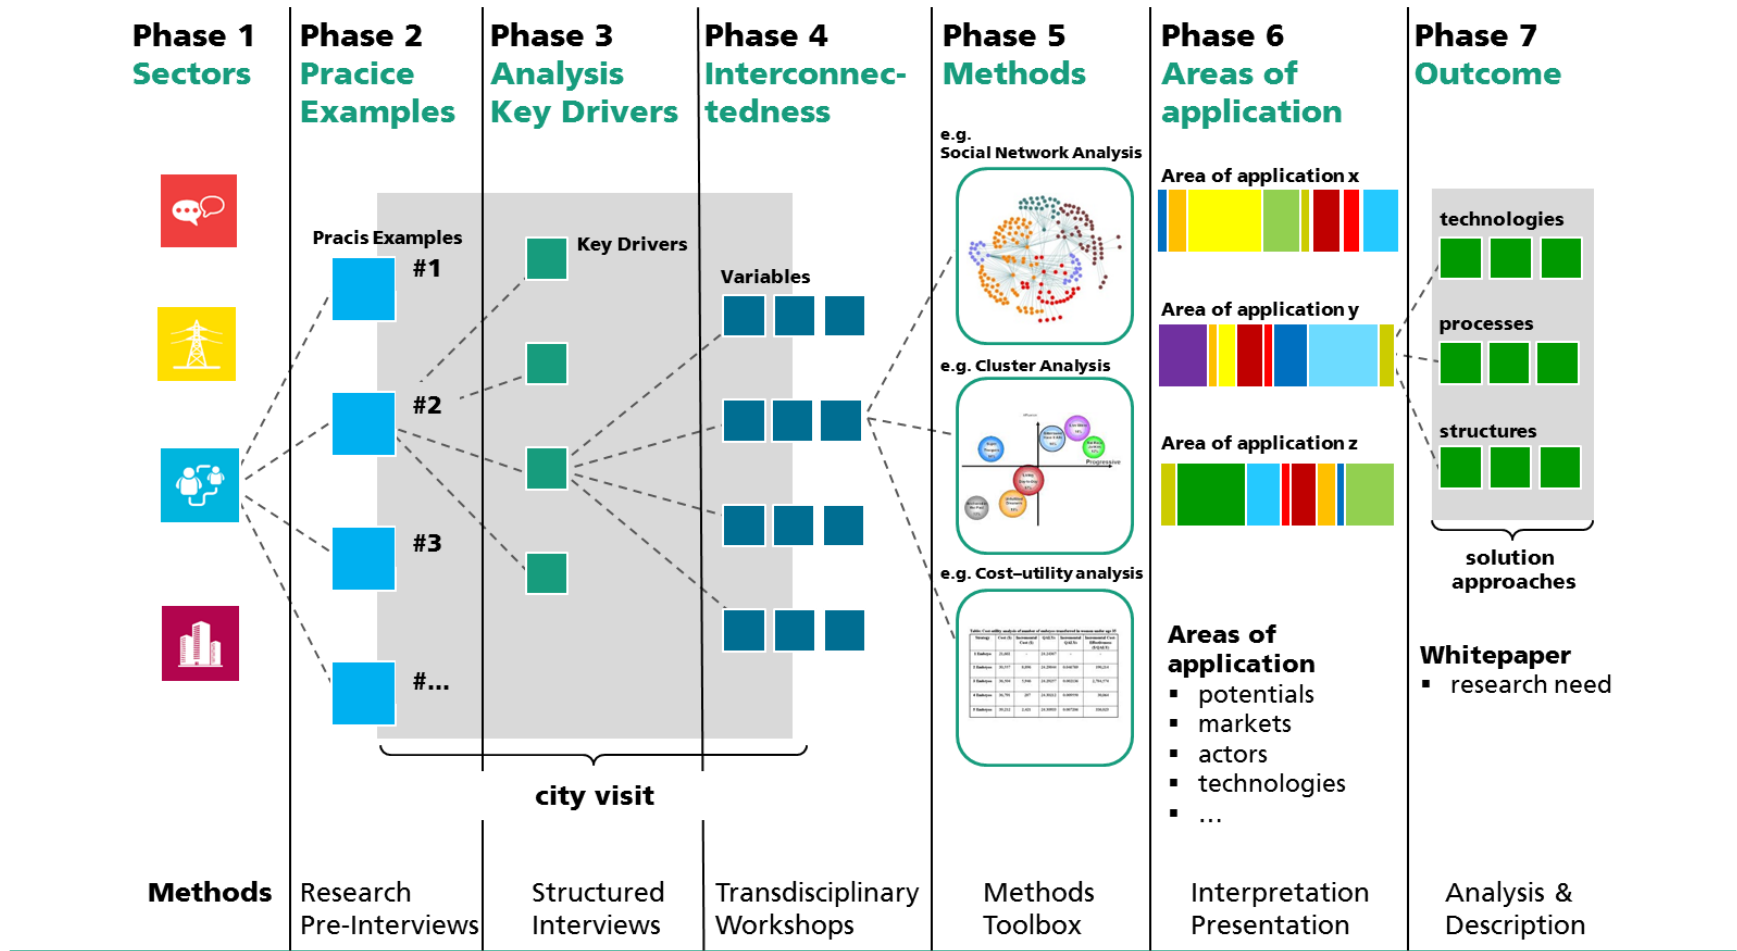 Phase 1
Sectors
Phase 2
Pracice
Examples
Phase 3
Analysis
Key Drivers
Phase 4
Interconnec-
tedness
Phase 5
Methods
Phase 6
Areas of
application
Phase 7
Outcome
Pracis Examples
#1
#2
#3
#...
Key Drivers
Variables
city visit
e.g.
Social Network Analysis
e.g. Cluster Analysis
Progressive
e.g. Cost–utility analysis
Area of application x
Area of application y
Area of application z
Areas of
application
▪ potentials
▪ markets
▪ actors
▪ technologies
▪ ...
technologies
processes
structures
solution
approaches
Whitepaper
▪ research need
Methods
Research
Pre-Interviews
Structured
Interviews
Transdisciplinary
Workshops
Methods
Toolbox
Interpretation
Presentation
Analysis &
Description